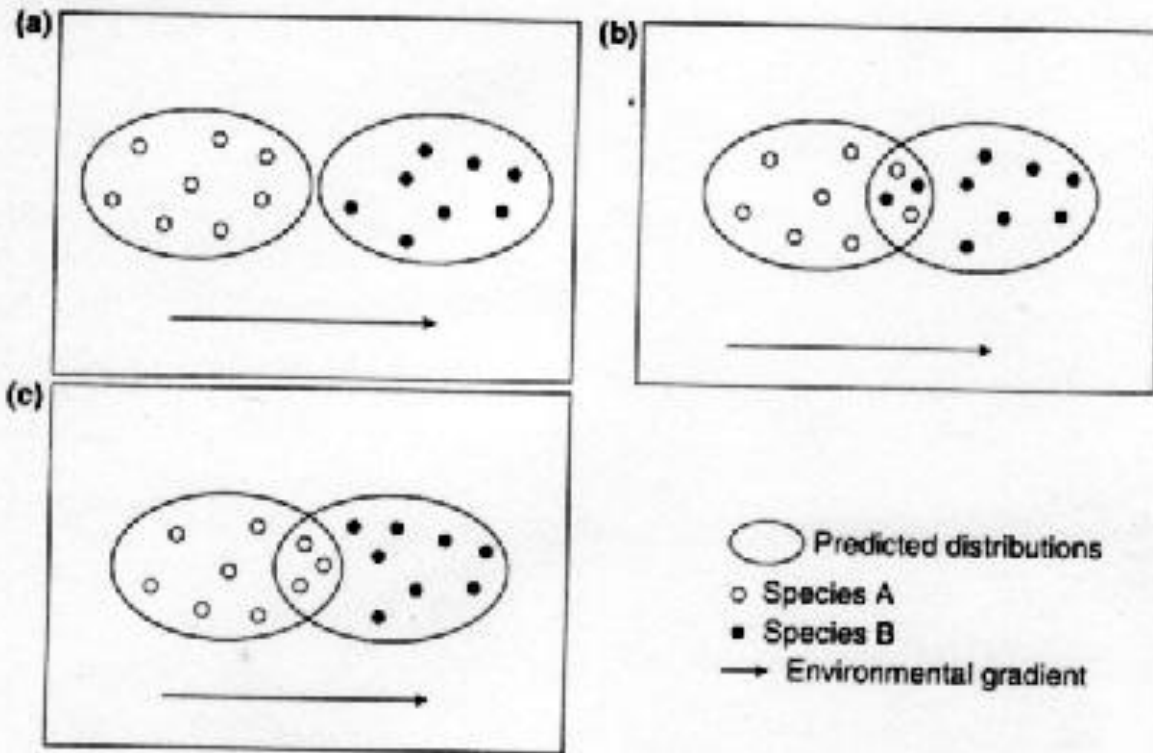 (a)
(b)
(c)
Predicted distributions
Species A
Species B
Environmental gradient